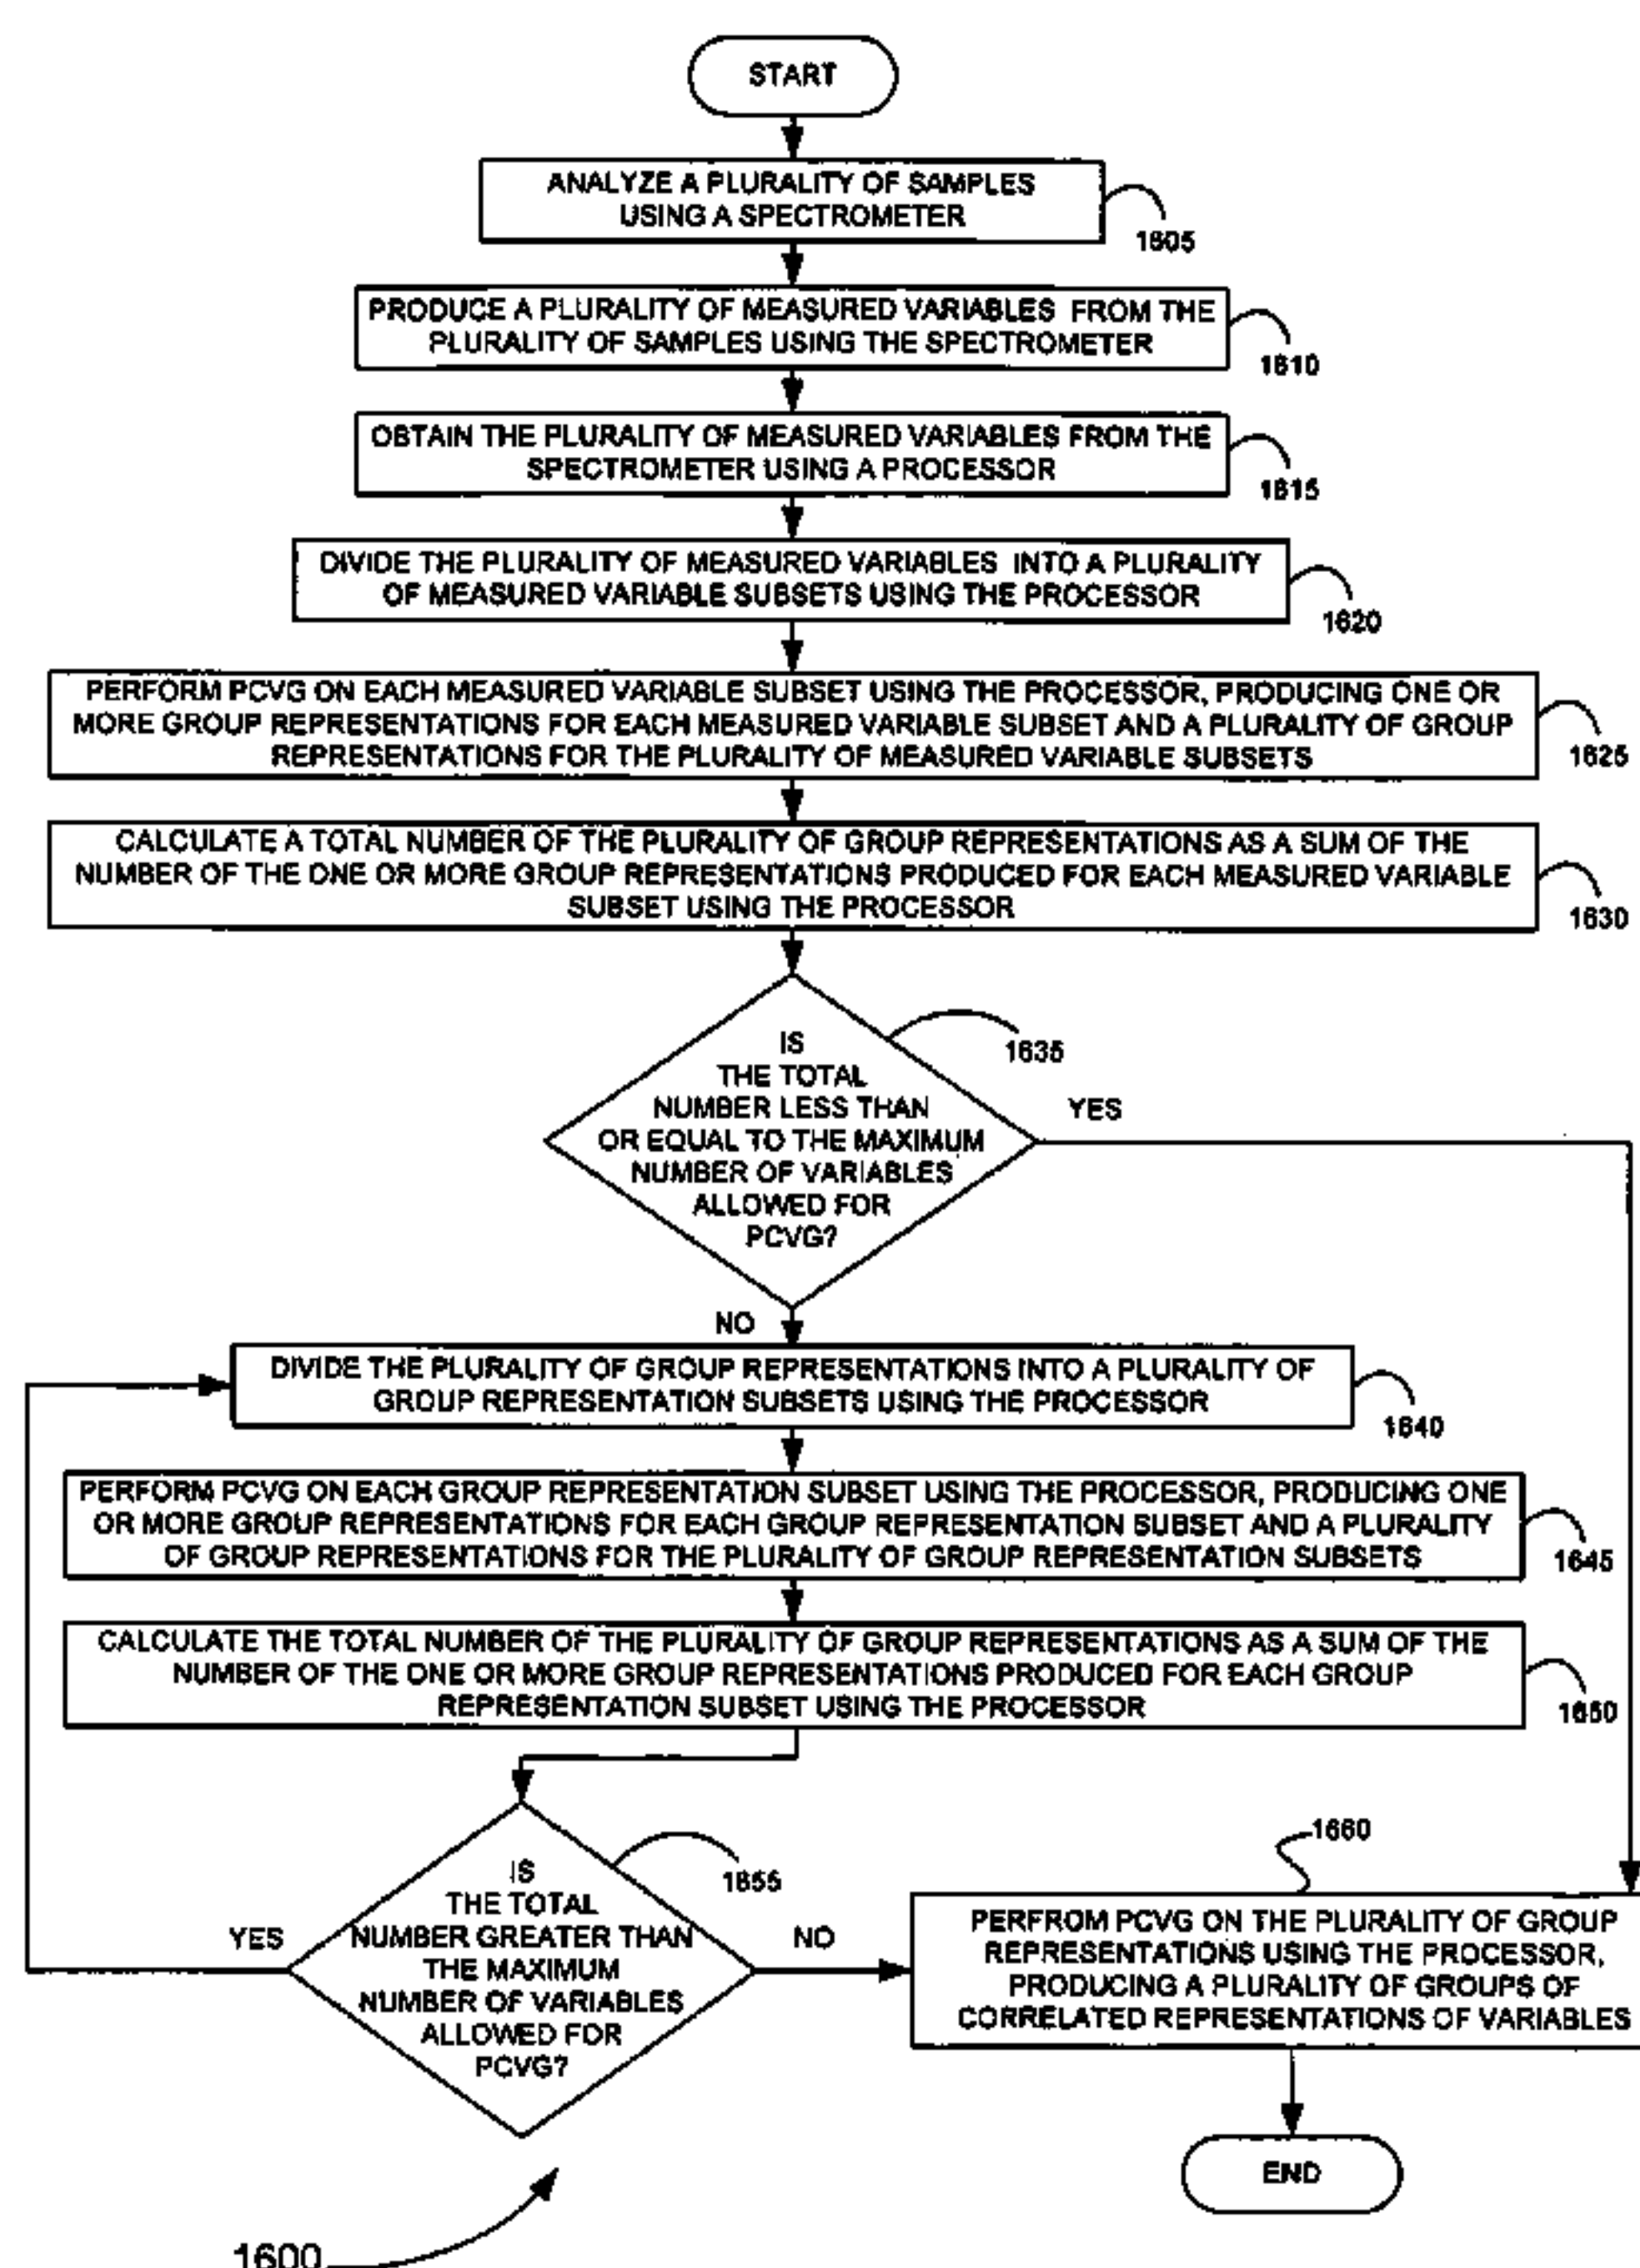 START
ANALYZE A PLURALITY OF SAMPLES
USING A SPECTROMETER
1605
PRODUCE A PLURALITY OF MEASURED VARIABLES FROM THE
PLURALITY OF SAMPLES USING THE SPECTROMETER
1610
OBTAIN THE PLURALITY OF MEASURED VARIABLES FROM THE
SPECTROMETER USING A PROCESSOR
1615
DIVIDE THE PLURALITY OF MEASURED VARIABLES INTO A PLURALITY
OF MEASURED VARIABLE SUBSETS USING THE PROCESSOR
1620
PERFORM PCVG ON EACH MEASURED VARIABLE SUBSET USING THE PROCESSOR, PRODUCING ONE OR
MORE GROUP REPRESENTATIONS FOR EACH MEASURED VARIABLE SUBSET AND A PLURALITY OF GROUP
REPRESENTATIONS FOR THE PLURALITY OF MEASURED VARIABLE SUBSETS
1625
CALCULATE A TOTAL NUMBER OF THE PLURALITY OF GROUP REPRESENTATIONS AS A SUM OF THE
NUMBER OF THE ONE OR MORE GROUP REPRESENTATIONS PRODUCED FOR EACH MEASURED VARIABLE
SUBSET USING THE PROCESSOR
1630
IS
THE TOTAL
NUMBER LESS THAN
OR EQUAL TO THE MAXIMUM
NUMBER OF VARIABLES
ALLOWED FOR
PCVG?
1635
YES
NO
DIVIDE THE PLURALITY OF GROUP REPRESENTATIONS INTO A PLURALITY OF
GROUP REPRESENTATION SUBSETS USING THE PROCESSOR
1640
PERFORM PCVG ON EACH GROUP REPRESENTATION SUBSET USING THE PROCESSOR, PRODUCING ONE
OR MORE GROUP REPRESENTATIONS FOR EACH GROUP REPRESENTATION SUBSET AND A PLURALITY
OF GROUP REPRESENTATIONS FOR THE PLURALITY OF GROUP REPRESENTATION SUBSETS
1645
CALCULATE THE TOTAL NUMBER OF THE PLURALITY OF GROUP REPRESENTATIONS AS A SUM OF THE
NUMBER OF THE ONE OR MORE GROUP REPRESENTATIONS PRODUCED FOR EACH GROUP
REPRESENTATION SUBSET USING THE PROCESSOR
1650
IS
THE TOTAL
NUMBER GREATER THAN
THE MAXIMUM
NUMBER OF VARIABLES
ALLOWED FOR
PCVG?
1655
YES
NO
1660
PERFROM PCVG ON THE PLURALITY OF GROUP
REPRESENTATIONS USING THE PROCESSOR,
PRODUCING A PLURALITY OF GROUPS OF
CORRELATED REPRESENTATIONS OF VARIABLES
END
1600